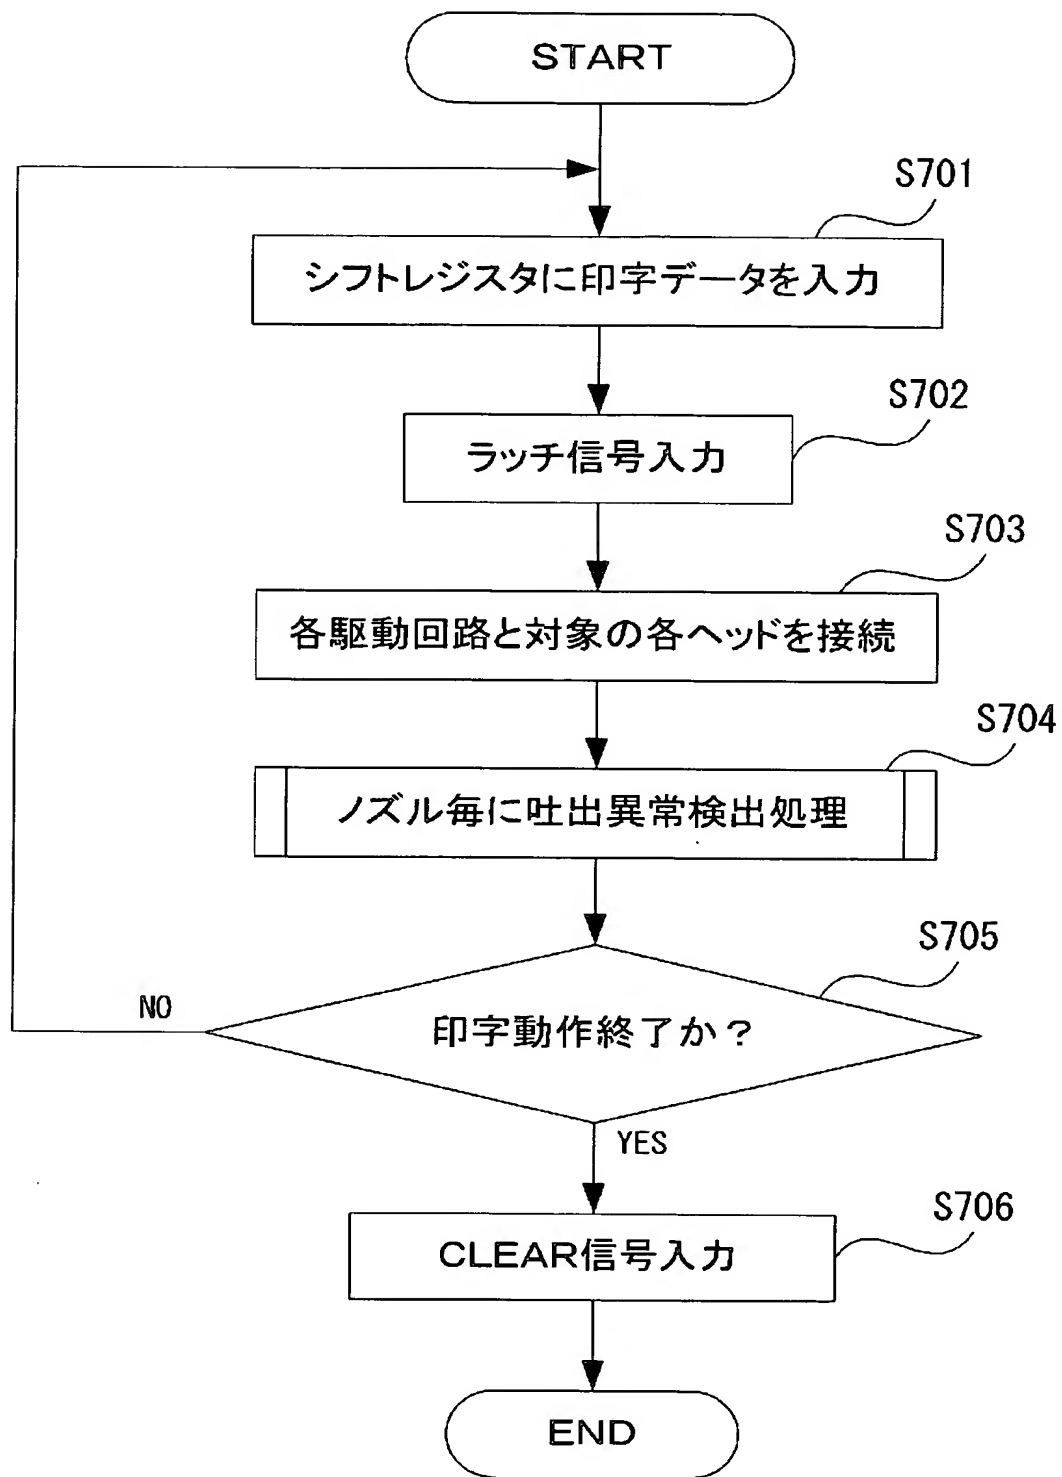 START
S701
シフトレジスタに印字データを入力
S702
ラッチ信号入力
S703
各駆動回路と対象の各ヘッドを接続
S704
ノズル毎に吐出異常検出処理
S705
NO
印字動作終了か？
YES
S706
CLEAR信号入力
END